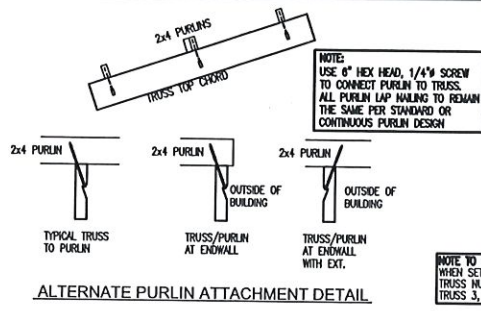 2x4 PURLINS
TRUSS TOP CHORD
NOTE:
USE 6" HEX HEAD, 1/4"ø SCREW
TO CONNECT PURLIN TO TRUSS.
ALL PURLIN LAP NAILING TO REMAIN
THE SAME PER STANDARD OR
CONTINUOUS PURLIN DESIGN
2x4 PURLIN
2x4 PURLIN
2x4 PURLIN
OUTSIDE OF
BUILDING
OUTSIDE OF
BUILDING
TYPICAL TRUSS
TO PURLIN
TRUSS/PURLIN
AT ENDWALL
TRUSS/PURLIN
AT ENDWALL
WITH EXT.
ALTERNATE PURLIN ATTACHMENT DETAIL
NOTE TO
WHEN SET
TRUSS NU
TRUSS 3,